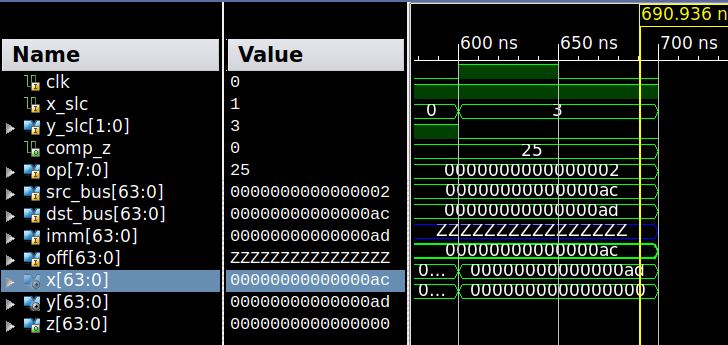 690.936 n
600 ns 650 ns 700 ns
Name Value
clk 0
x_slc 1
y_slc[1:0] 3 0 3
comp_z 0
op[7:0] 25 25
src_bus[63:0] 0000000000000002 0000000000000002
dst_bus[63:0] 00000000000000ac 00000000000000ac
imm[63:0] 00000000000000ad 00000000000000ad
off[63:0] ZZZZZZZZZZZZZZZZ ZZZZZZZZZZZZZZZZ
x[63:0] 00000000000000ac 00000000000000ac
y[63:0] 00000000000000ad 0... 00000000000000ad
z[63:0] 0000000000000000 0... 0000000000000000